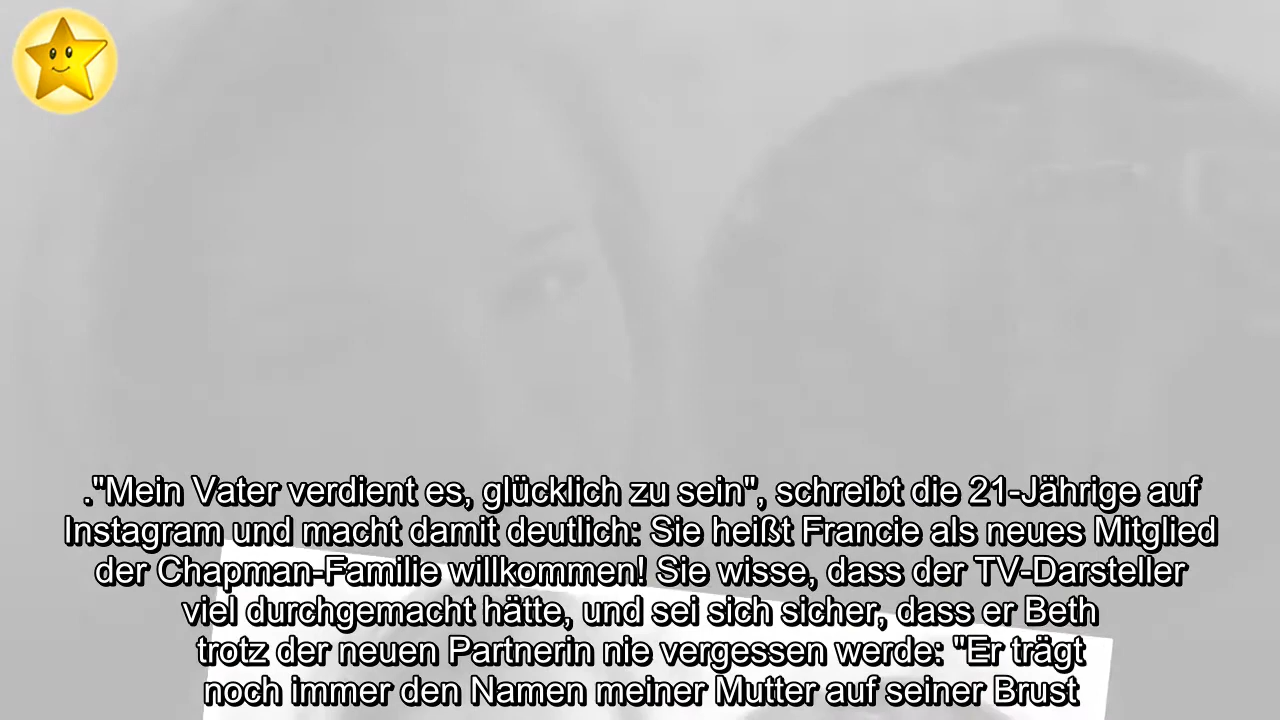 ."Mein Vater verdient es, glücklich zu sein", schreibt die 21-Jährige auf
Instagram und macht damit deutlich: Sie heißt Francie als neues Mitglied
der Chapman-Familie willkommen! Sie wisse, dass der TV-Darsteller
viel durchgemacht hätte, und sei sich sicher, dass er Beth
trotz der neuen Partnerin nie vergessen werde: "Er trägt
noch immer den Namen meiner Mutter auf seiner Brust